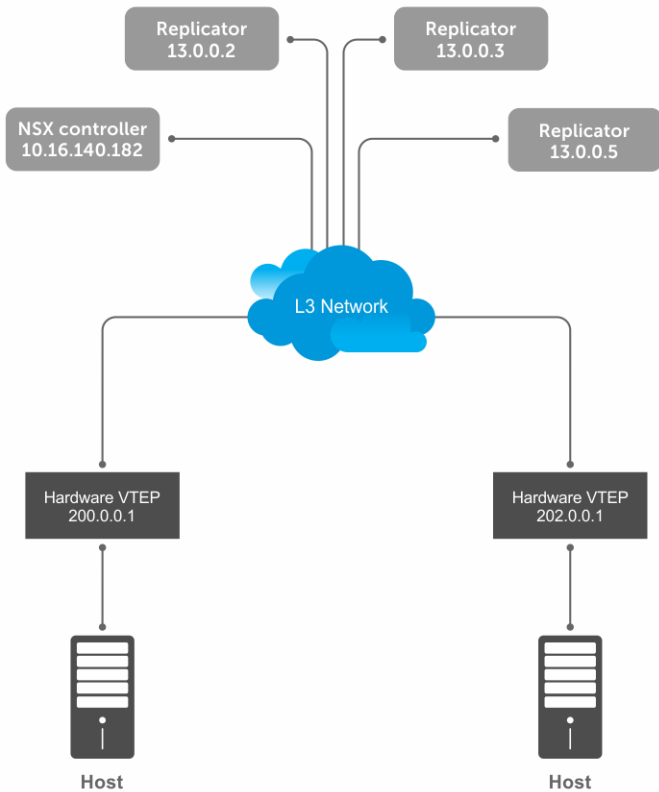 Replicator
13.0.0.2
Replicator
13.0.0.3
NSX controller
10.16.140.182
Replicator
13.0.0.5
L3 Network
Hardware VTEP
200.0.0.1
Hardware VTEP
202.0.0.1
Host
Host